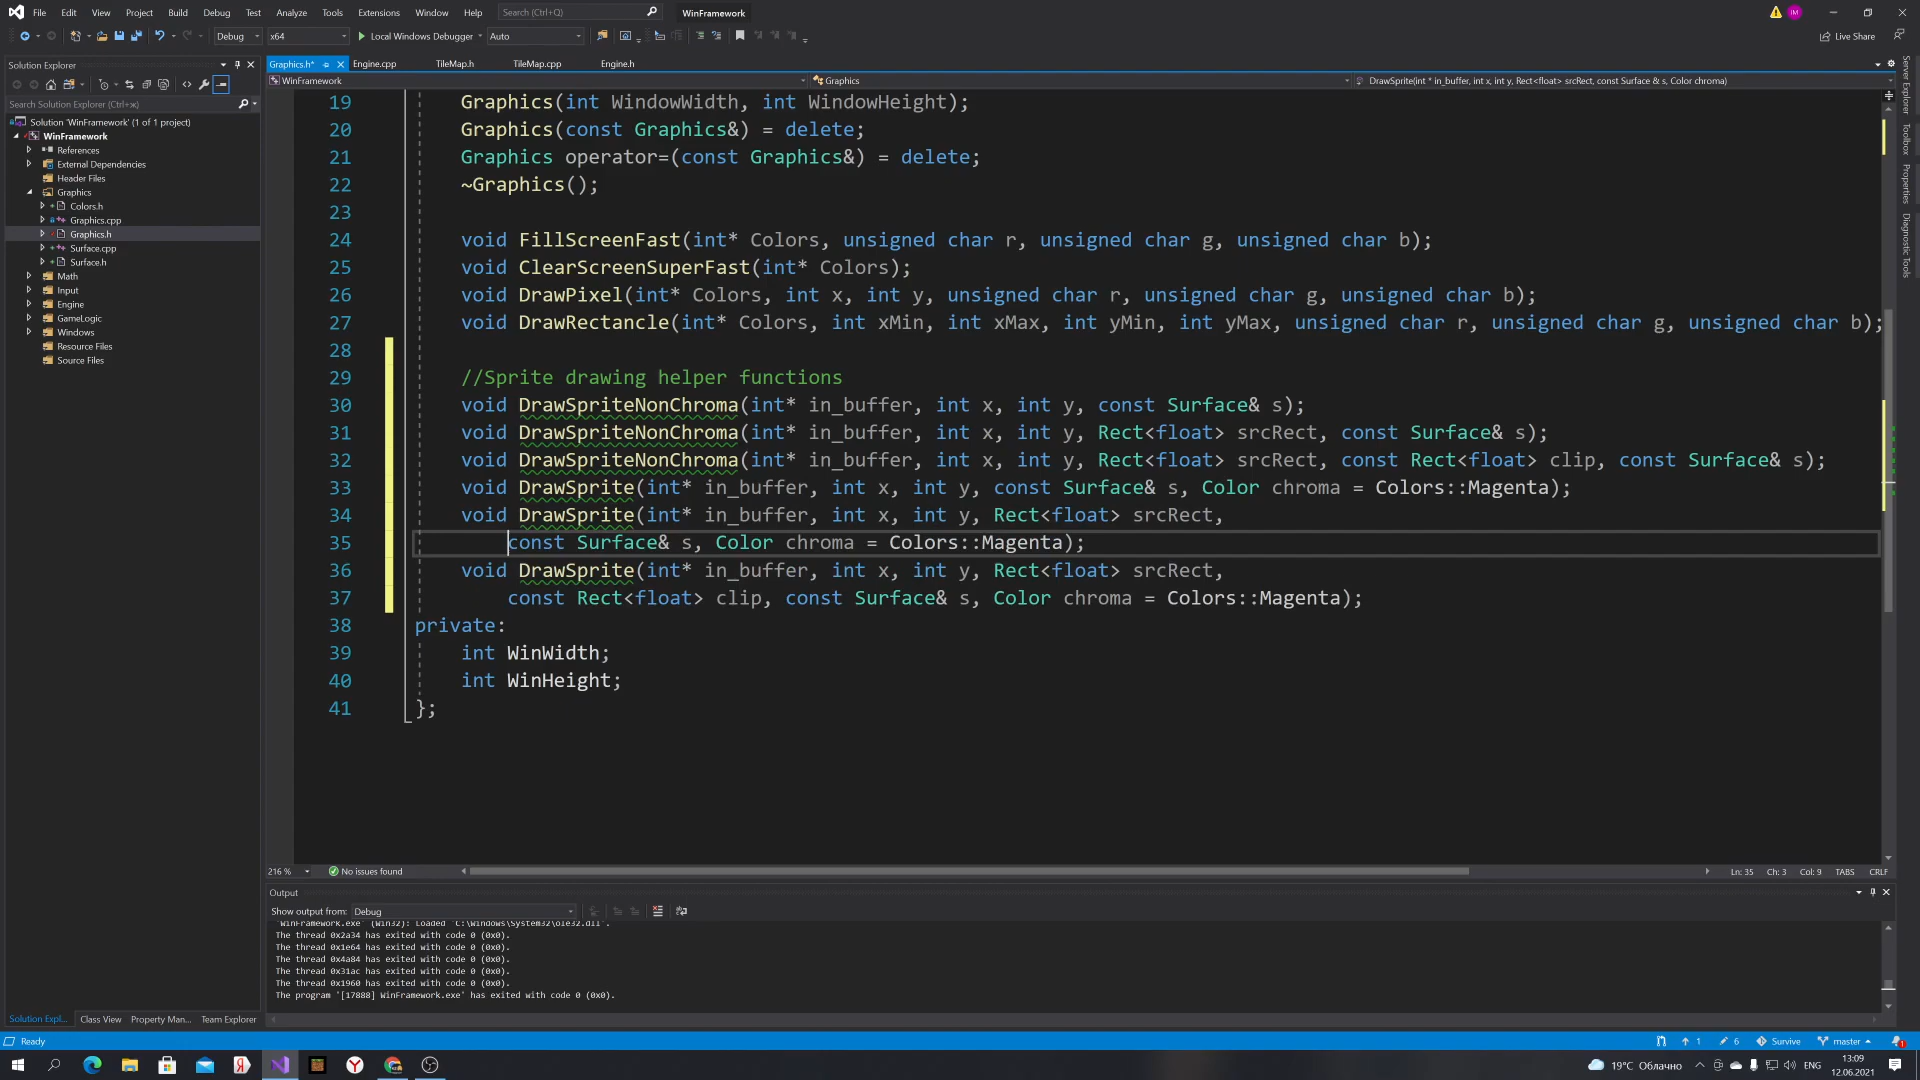 File Edit View Project Build Debug Test Analyze Tools Extensions Window Help Search (Ctrl+Q) WinFramework IM
Debug x64 Local Windows Debugger Auto Live Share
Solution Explorer
Search Solution Explorer (Ctrl+ж)
Solution 'WinFramework' (1 of 1 project)
WinFramework
References
External Dependencies
Header Files
Graphics
Colors.h
Graphics.cpp
Graphics.h
Surface.cpp
Surface.h
Math
Input
Engine
GameLogic
Windows
Resource Files
Source Files
Solution Expl... Class View Property Man... Team Explorer
Graphics.h* Engine.cpp TileMap.h TileMap.cpp Engine.h
WinFramework Graphics DrawSprite(int * in_buffer, int x, int y, Rect<float> srcRect, const Surface & s, Color chroma)
19 Graphics(int WindowWidth, int WindowHeight);
20 Graphics(const Graphics&) = delete;
21 Graphics operator=(const Graphics&) = delete;
22 ~Graphics();
23
24 void FillScreenFast(int* Colors, unsigned char r, unsigned char g, unsigned char b);
25 void ClearScreenSuperFast(int* Colors);
26 void DrawPixel(int* Colors, int x, int y, unsigned char r, unsigned char g, unsigned char b);
27 void DrawRectancle(int* Colors, int xMin, int xMax, int yMin, int yMax, unsigned char r, unsigned char g, unsigned char b);
28
29 //Sprite drawing helper functions
30 void DrawSpriteNonChroma(int* in_buffer, int x, int y, const Surface& s);
31 void DrawSpriteNonChroma(int* in_buffer, int x, int y, Rect<float> srcRect, const Surface& s);
32 void DrawSpriteNonChroma(int* in_buffer, int x, int y, Rect<float> srcRect, const Rect<float> clip, const Surface& s);
33 void DrawSprite(int* in_buffer, int x, int y, const Surface& s, Color chroma = Colors::Magenta);
34 void DrawSprite(int* in_buffer, int x, int y, Rect<float> srcRect,
35 const Surface& s, Color chroma = Colors::Magenta);
36 void DrawSprite(int* in_buffer, int x, int y, Rect<float> srcRect,
37 const Rect<float> clip, const Surface& s, Color chroma = Colors::Magenta);
38 private:
39 int WinWidth;
40 int WinHeight;
41 };
Server Explorer
Toolbox
Properties
Diagnostic Tools
216 % No issues found Ln: 35 Ch: 3 Col: 9 TABS CRLF
Output
Show output from: Debug
'WinFramework.exe' (Win32): Loaded 'C:\Windows\System32\ole32.dll'.
The thread 0x2a34 has exited with code 0 (0x0).
The thread 0x1e64 has exited with code 0 (0x0).
The thread 0x4a84 has exited with code 0 (0x0).
The thread 0x31ac has exited with code 0 (0x0).
The thread 0x1960 has exited with code 0 (0x0).
The program '[17888] WinFramework.exe' has exited with code 0 (0x0).
Ready 1 6 Survive master 1
19°C Облачно ENG 13:09
12.06.2021